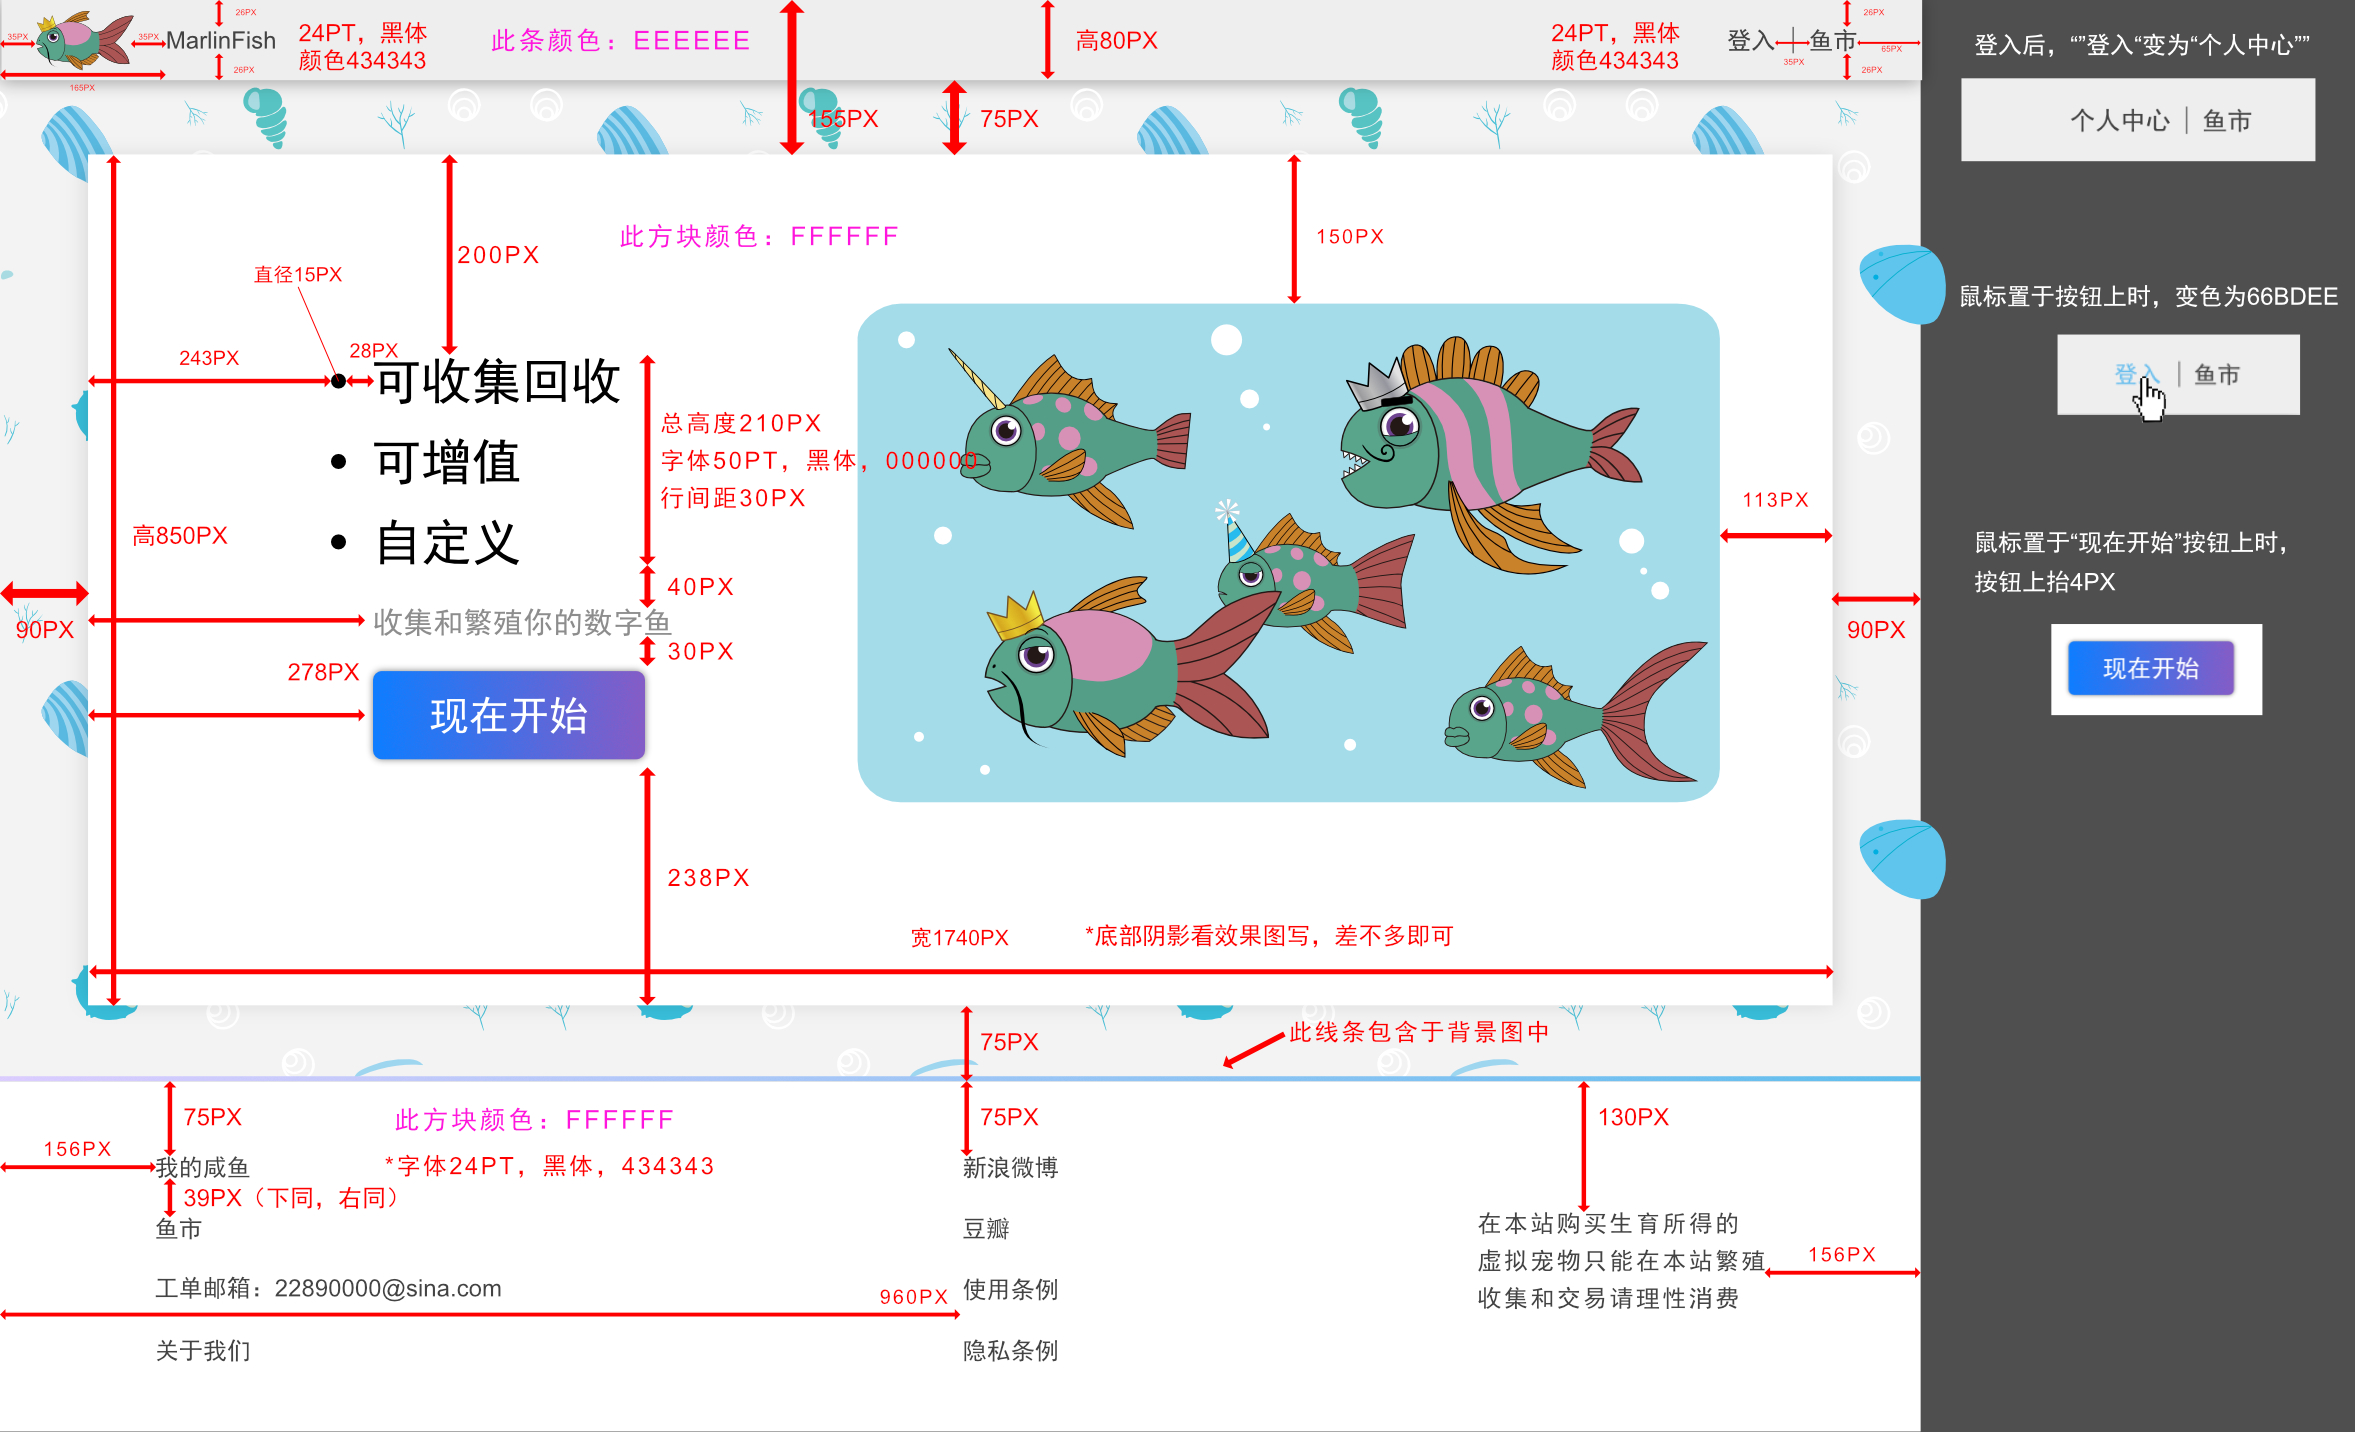 26PX
35PX
35PX
MarlinFish
26PX
165PX
24PT，黑体
颜色434343
此条颜色：EEEEEE
155PX
高80PX
75PX
24PT，黑体
颜色434343
登入
鱼市
26PX
35PX
65PX
26PX
登入后，“”登入“变为“个人中心””
个人中心 | 鱼市
鼠标置于按钮上时，变色为66BDEE
登入 | 鱼市
鼠标置于“现在开始”按钮上时，
按钮上抬4PX
现在开始
此方块颜色：FFFFFF
200PX
150PX
直径15PX
243PX
28PX
• 可收集回收
• 可增值
• 自定义
总高度210PX
字体50PT，黑体，000000
行间距30PX
高850PX
90PX
40PX
收集和繁殖你的数字鱼
30PX
278PX
现在开始
113PX
90PX
238PX
宽1740PX
*底部阴影看效果图写，差不多即可
75PX
此线条包含于背景图中
75PX
此方块颜色：FFFFFF
75PX
130PX
156PX
我的咸鱼
*字体24PT，黑体，434343
39PX（下同，右同）
鱼市
工单邮箱：22890000@sina.com
关于我们
新浪微博
豆瓣
960PX
使用条例
隐私条例
在本站购买生育所得的
虚拟宠物只能在本站繁殖
收集和交易请理性消费
156PX